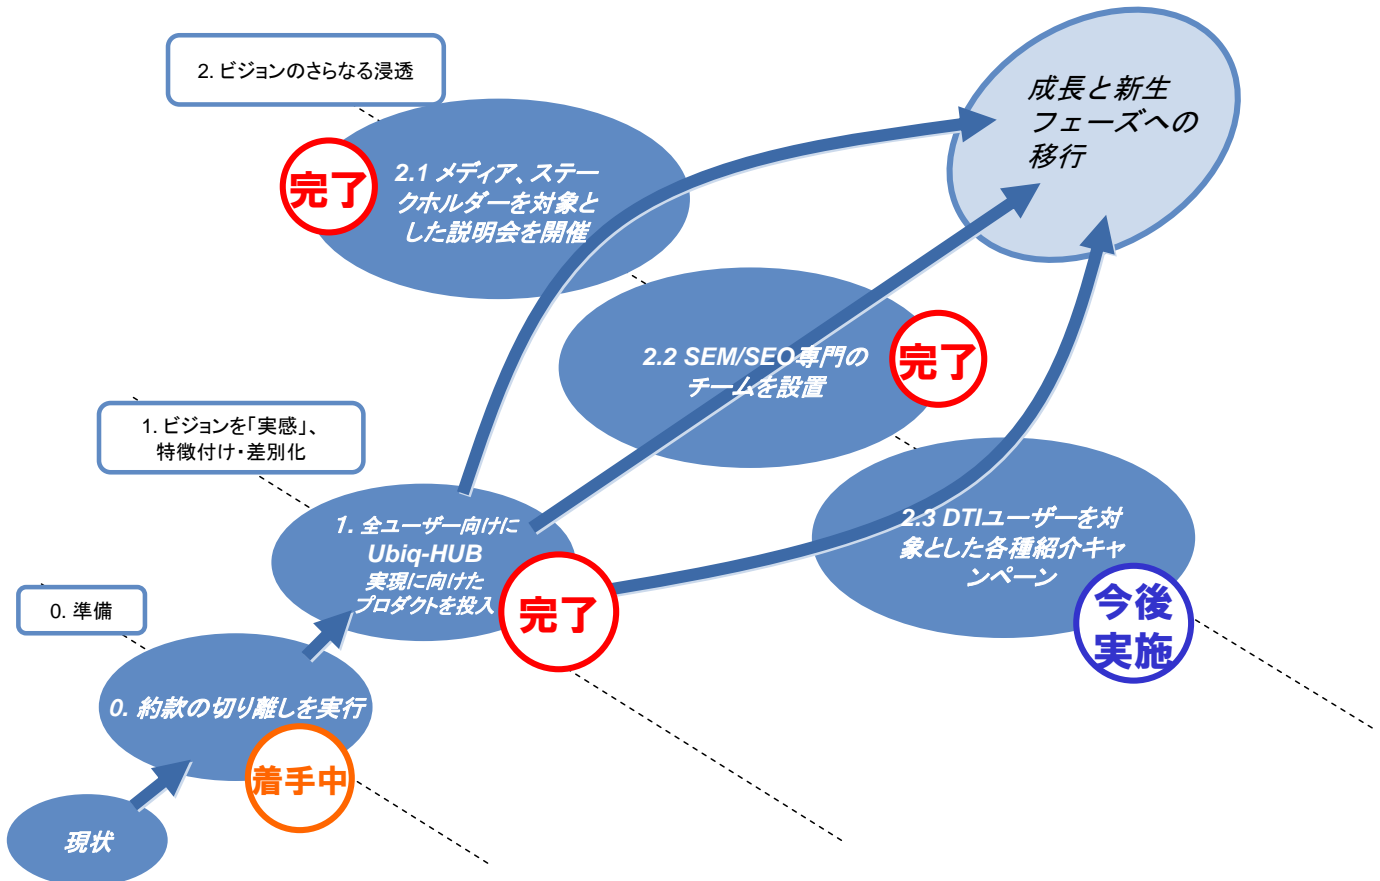 2. ビジョンのさらなる浸透
成長と新生
フェーズへの
移行
完了
2.1 メディア、ステー
クホルダーを対象と
した説明会を開催
2.2 SEM/SEO専門の
チームを設置
完了
1. ビジョンを「実感」、
特徴付け・差別化
1. 全ユーザー向けに
Ubiq-HUB
実現に向けた
プロダクトを投入
完了
2.3 DTIユーザーを対
象とした各種紹介キャ
ンペーン
今後
実施
0. 準備
0. 約款の切り離しを実行
着手中
現状